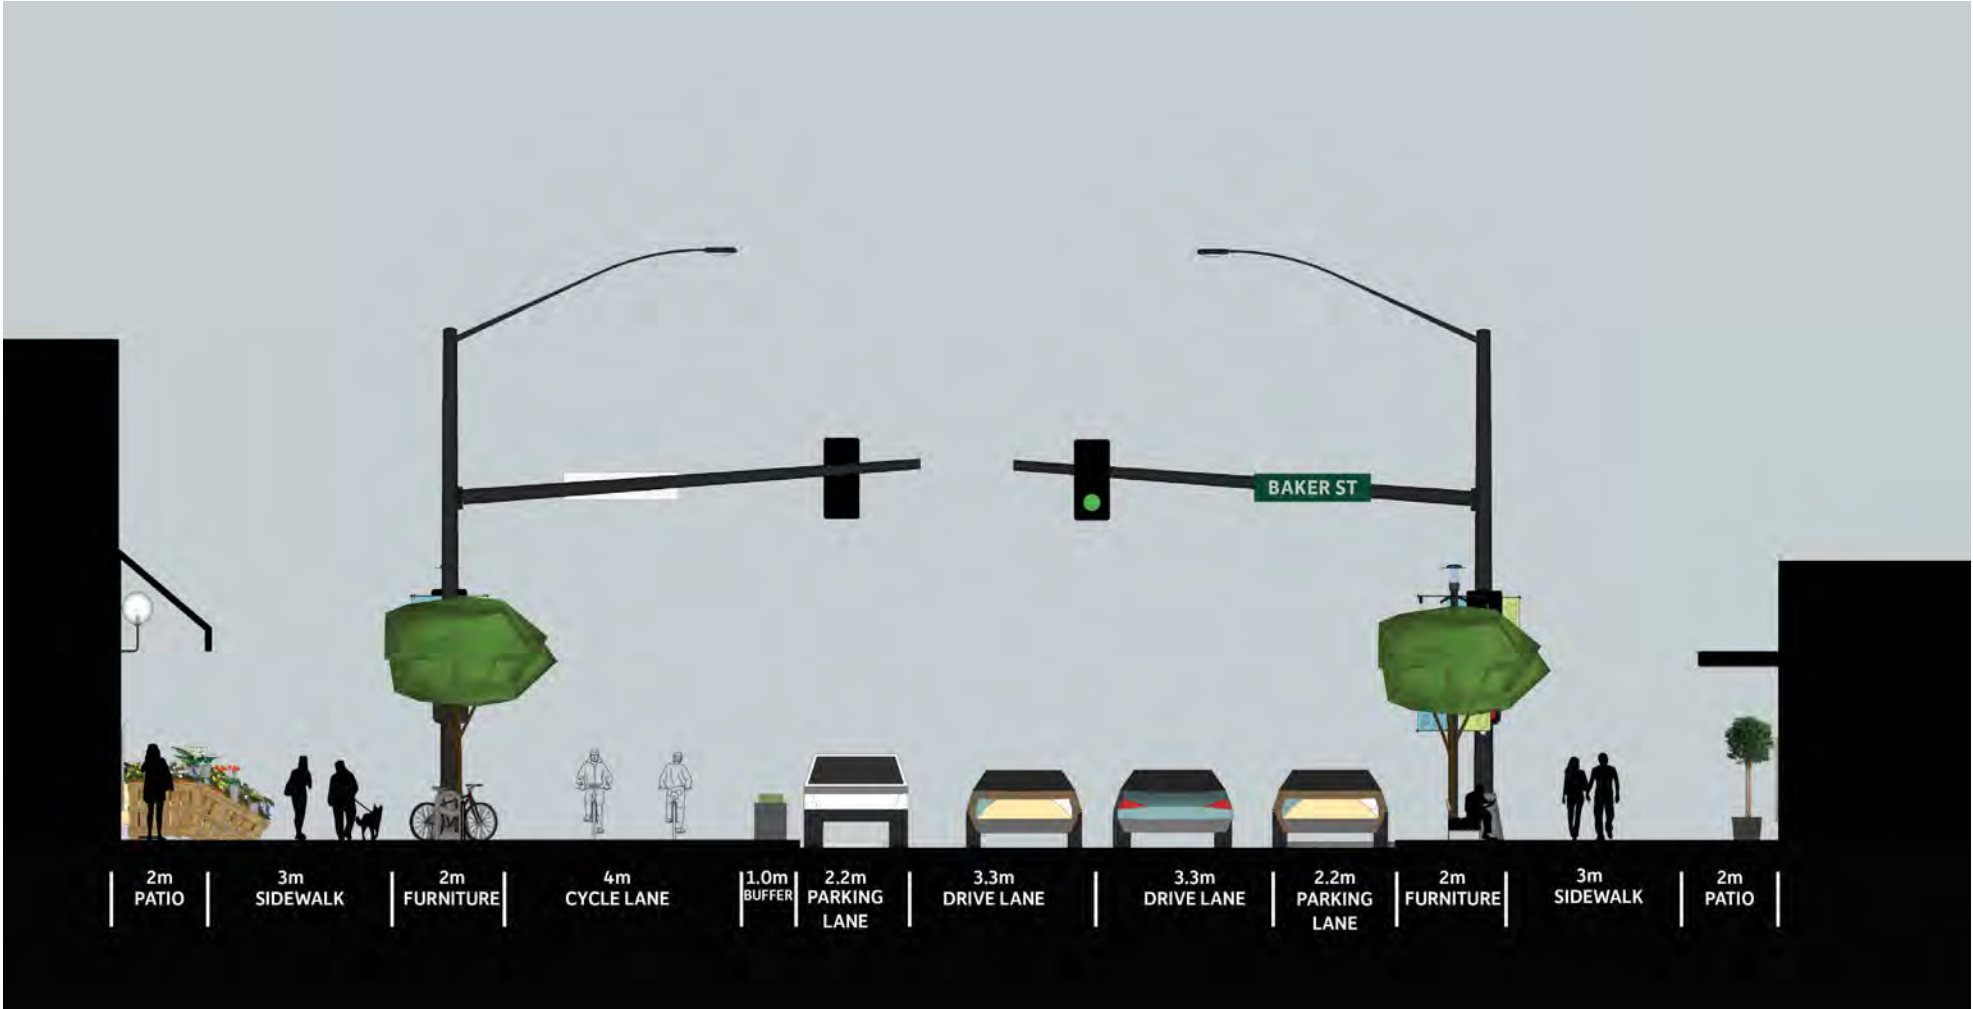 BAKER ST
2m
PATIO
3m
SIDEWALK
2m
FURNITURE
4m
CYCLE LANE
1.0m
BUFFER
2.2m
PARKING
LANE
3.3m
DRIVE LANE
3.3m
DRIVE LANE
2.2m
PARKING
LANE
2m
FURNITURE
3m
SIDEWALK
2m
PATIO